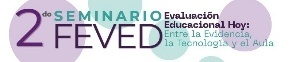 2do SEMINARIO
FEVED
Evaluación
Educacional Hoy:
Entre la Evidencia,
la Tecnología y el Aula